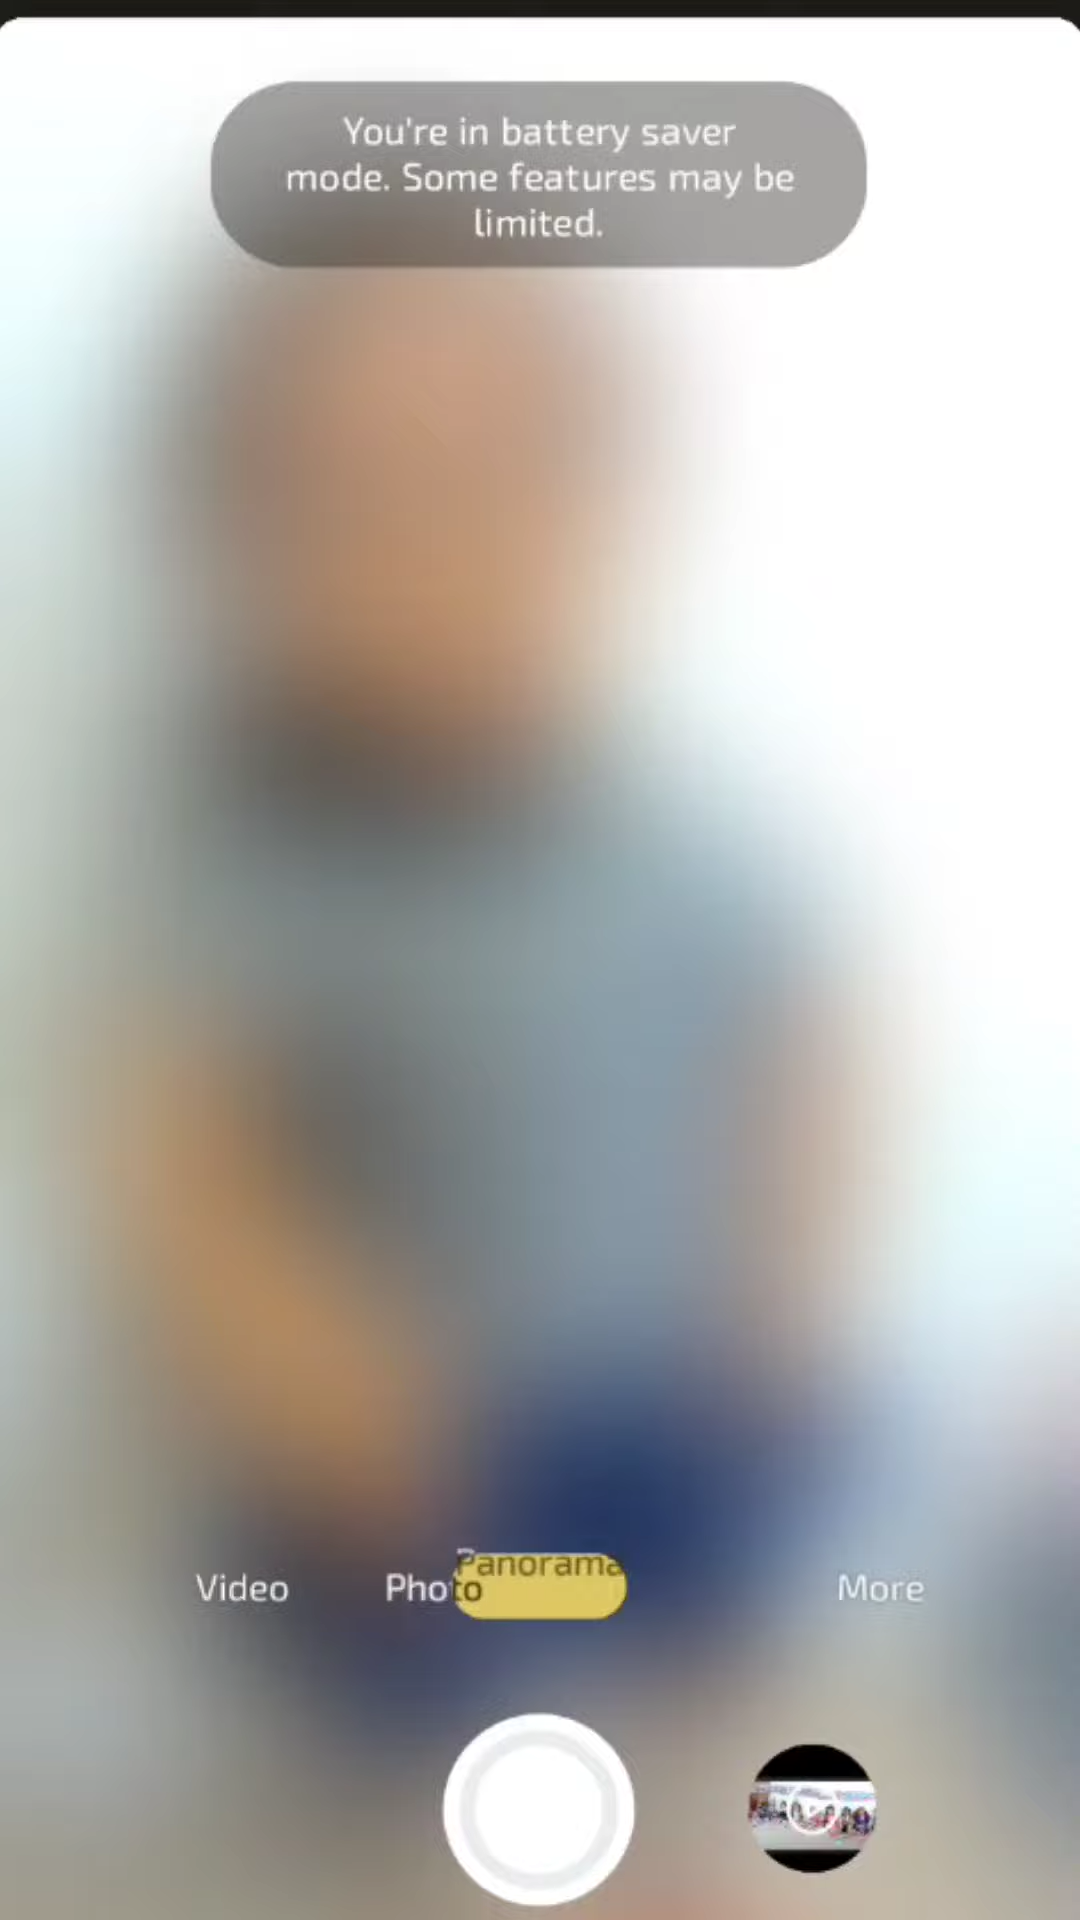 You're in battery saver
mode. Some features may be
limited.
Panorama
Video
Photo
More